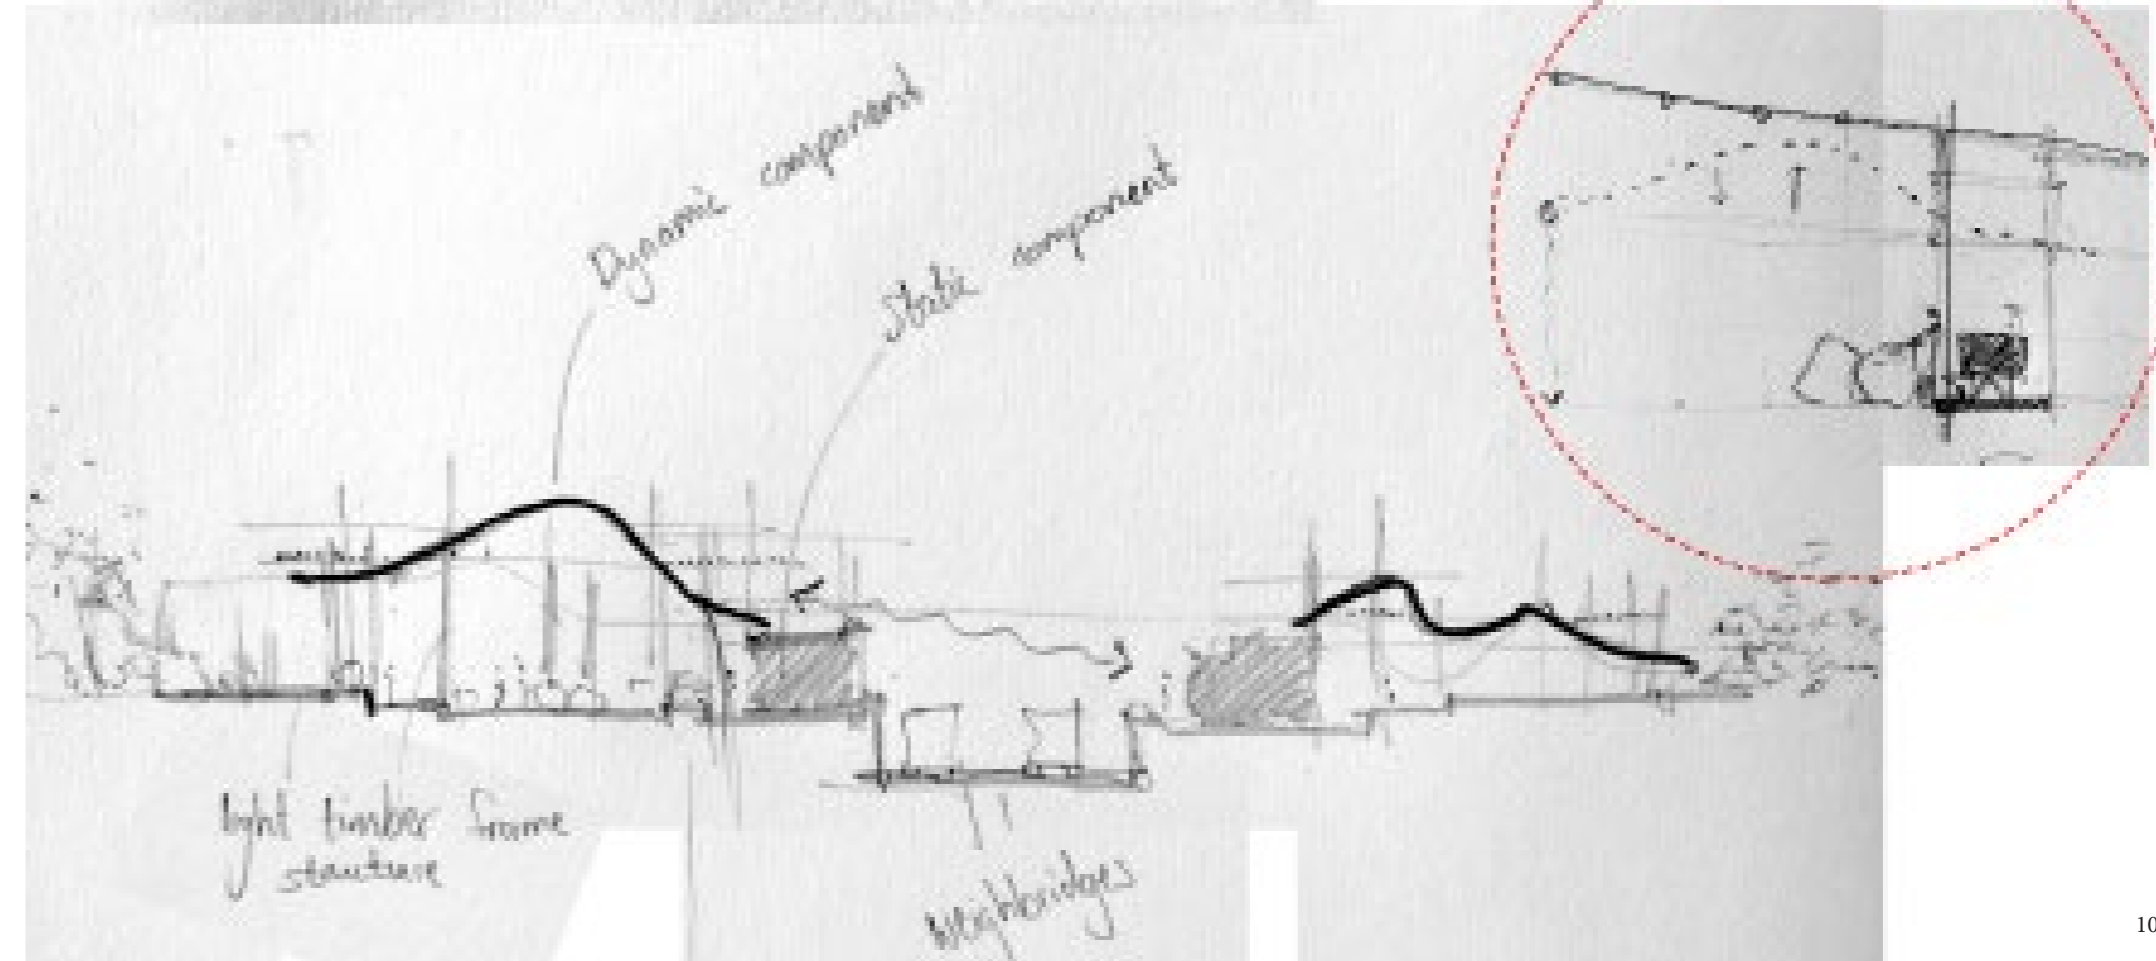 Dynamic component
Static component
light timber frame
structure
Weighbridges
10